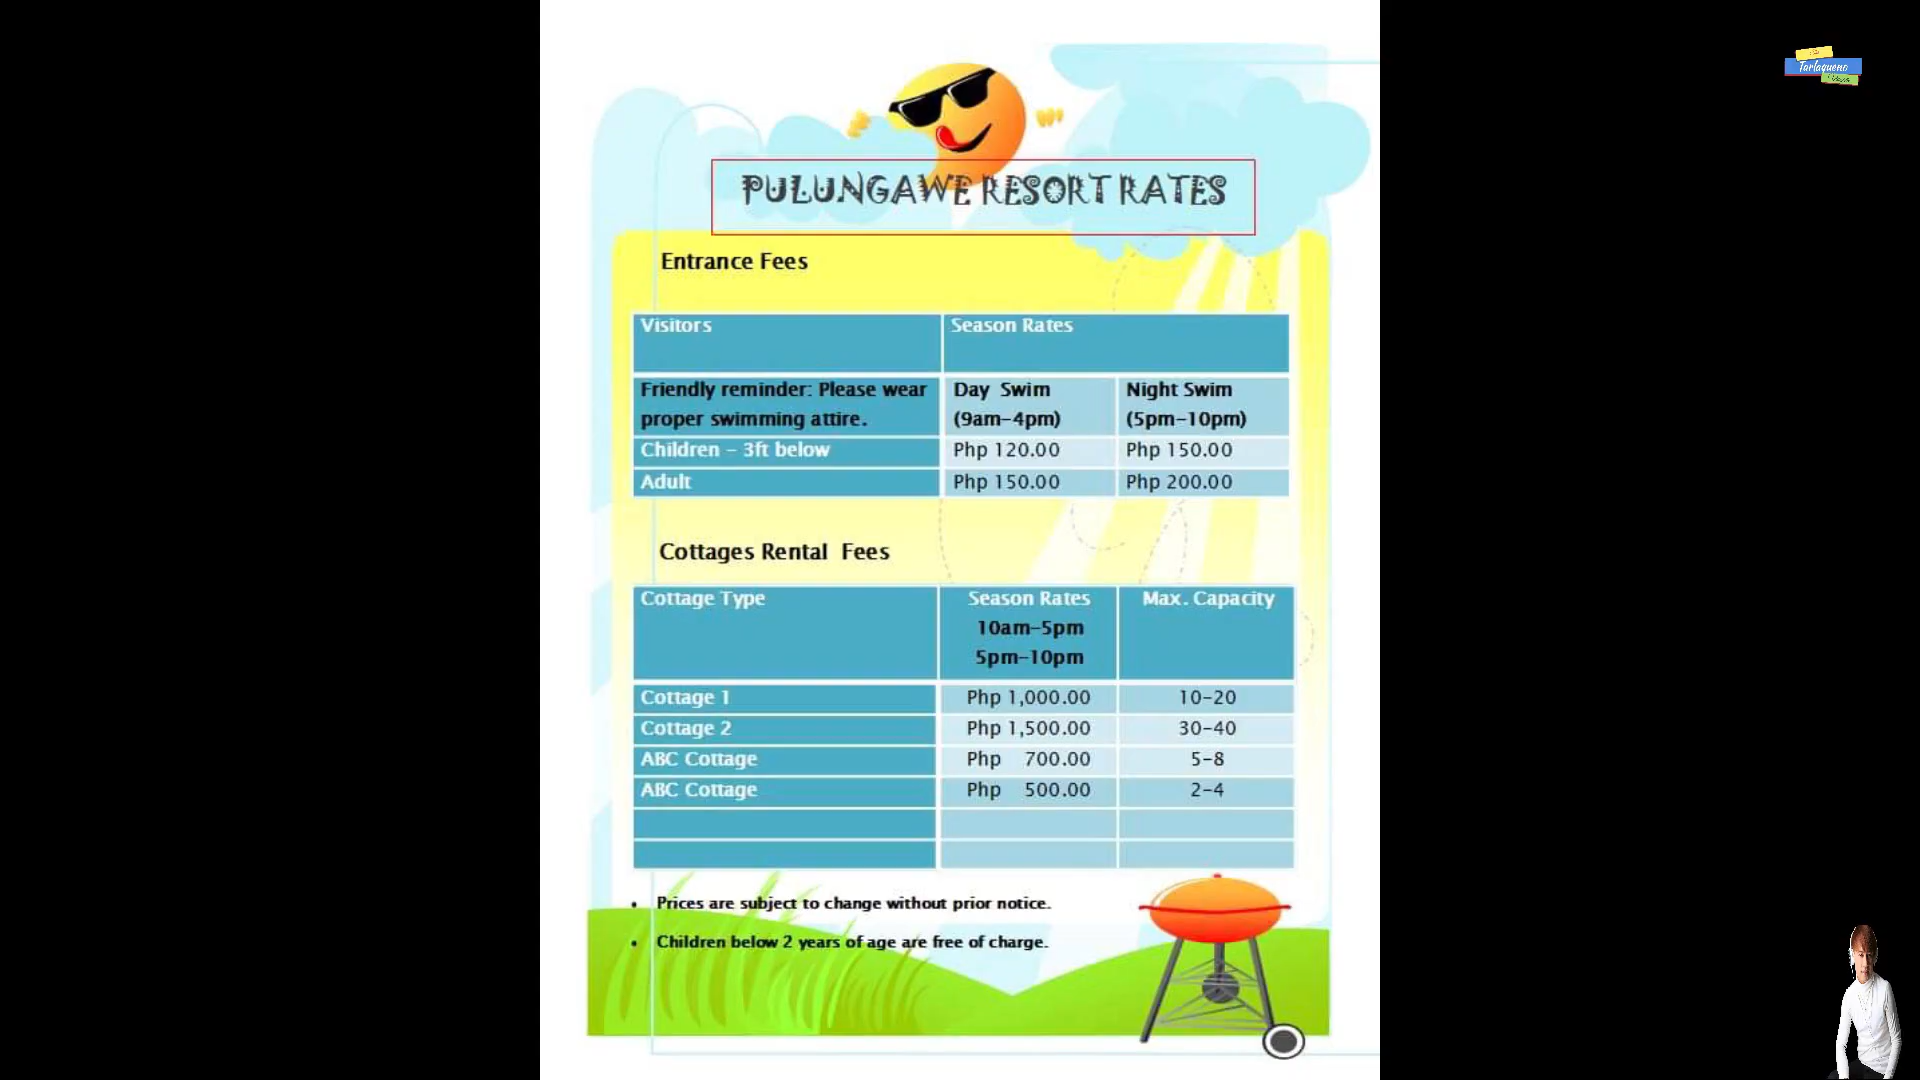 Tarlaqueno
PULUNGAWE RESORT RATES
Entrance Fees
Visitors Season Rates
Friendly reminder: Please wear Day Swim Night Swim
proper swimming attire. (9am-4pm) (5pm-10pm)
Children - 3ft below Php 120.00 Php 150.00
Adult Php 150.00 Php 200.00
Cottages Rental Fees
Cottage Type Season Rates Max. Capacity
10am-5pm
5pm-10pm
Cottage 1 Php 1,000.00 10-20
Cottage 2 Php 1,500.00 30-40
ABC Cottage Php 700.00 5-8
ABC Cottage Php 500.00 2-4
• Prices are subject to change without prior notice.
• Children below 2 years of age are free of charge.